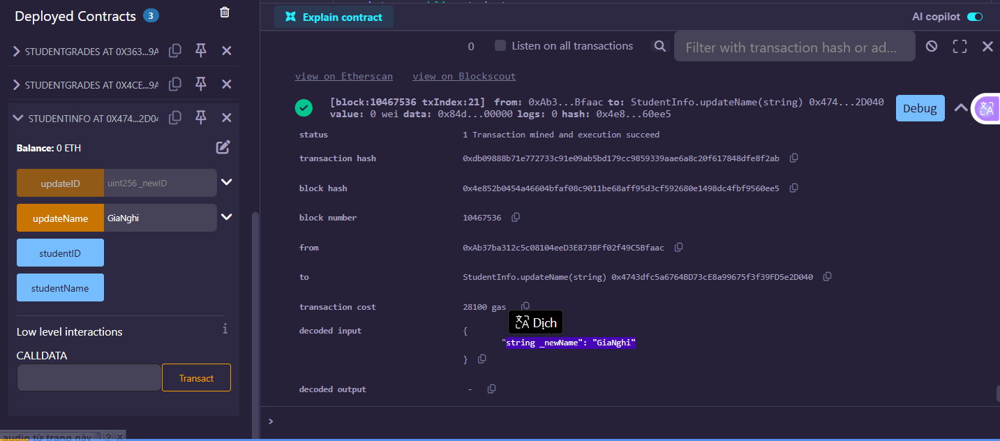 Deployed Contracts 3
STUDENTGRADES AT 0X363...9A
STUDENTGRADES AT 0X4CE...9A
STUDENTINFO AT 0X474...2D04
Balance: 0 ETH
updateID uint256 _newID
updateName GiaNghi
studentID
studentName
Low level interactions i
CALLDATA
Transact
audio từ trang này ? X
Explain contract AI copilot
0 Listen on all transactions Filter with transaction hash or ad...
view on Etherscan view on Blockscout
[block:10467536 txIndex:21] from: 0xAb3...Bfaac to: StudentInfo.updateName(string) 0x474...2D040
value: 0 wei data: 0x84d...00000 logs: 0 hash: 0x4e8...60ee5
Debug
status 1 Transaction mined and execution succeed
transaction hash 0xdb09888b71e772733c91e09ab5bd179cc9859339aae6a8c20f617848dfe8f2ab
block hash 0x4e852b0454a46604bfaf08c9011be68aff95d3cf592680e1498dc4fbf9560ee5
block number 10467536
from 0xAb37ba312c5c08104eeD3E873BFf02f49C5Bfaac
to StudentInfo.updateName(string) 0x4743dfc5a6764BD73cE8a99675f3f39FD5e2D040
transaction cost 28100 gas
Dịch
decoded input {
"string _newName": "GiaNghi"
}
decoded output -
>